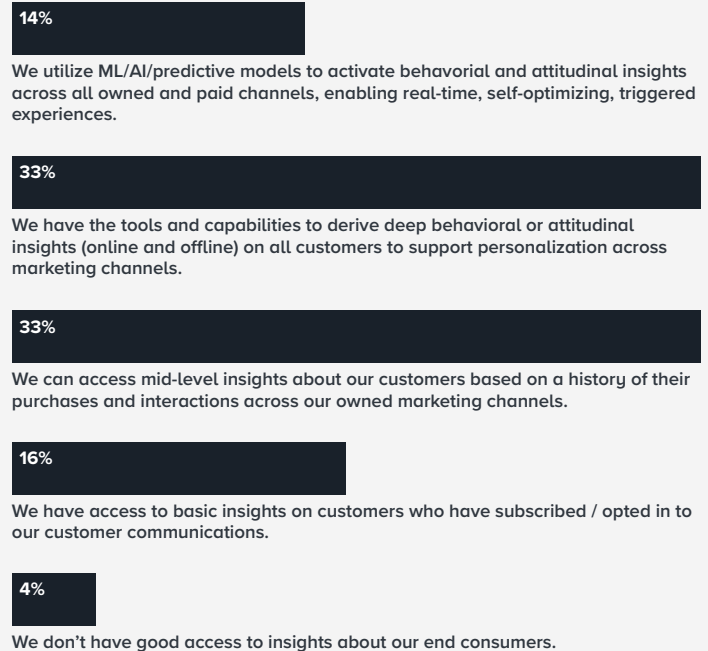 14%
We utilize ML/AI/predictive models to activate behavorial and attitudinal insights
across all owned and paid channels, enabling real-time, self-optimizing, triggered
experiences.
33%
We have the tools and capabilities to derive deep behavioral or attitudinal
insights (online and offline) on all customers to support personalization across
marketing channels.
33%
We can access mid-level insights about our customers based on a history of their
purchases and interactions across our owned marketing channels.
16%
We have access to basic insights on customers who have subscribed / opted in to
our customer communications.
4%
We don’t have good access to insights about our end consumers.